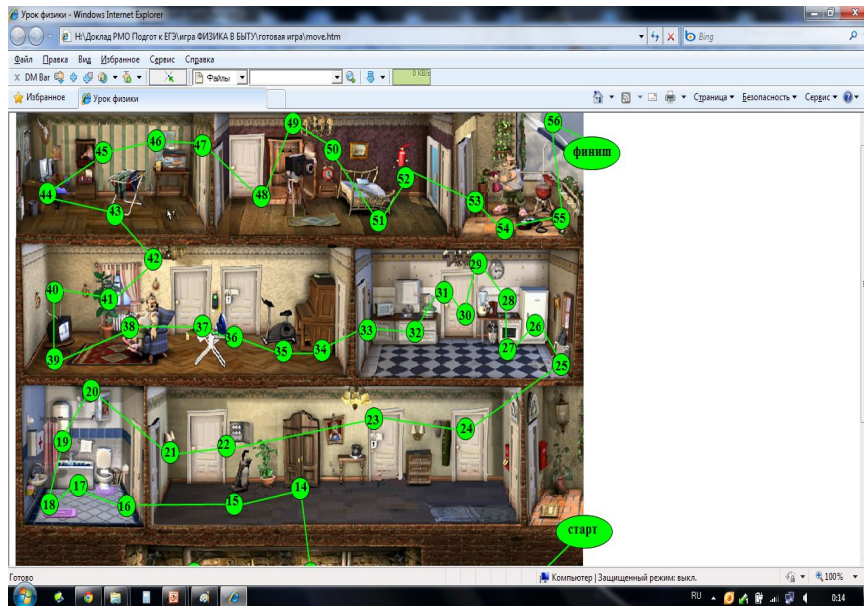 Урок физики - Windows Internet Explorer
H:\Доклад РМО Подгот к ЕГЭ\игра ФИЗИКА В БЫТУ\готовая игра\move.htm
Bing
Файл Правка Вид Избранное Сервис Справка
x DM Bar Файлы 0 KB/s
Избранное Урок физики Страница Безопасность Сервис
49 56
46 47 50 финиш
45
48 52
44 43 51 53 54 55
42
40 41 31 29 28
38 37 33 32 30 26
39 36 35 34 27 25
20
19 21 22 23 24
18 17 16 15 14
старт
Готово Компьютер | Защищенный режим: выкл. 100%
RU 0:14